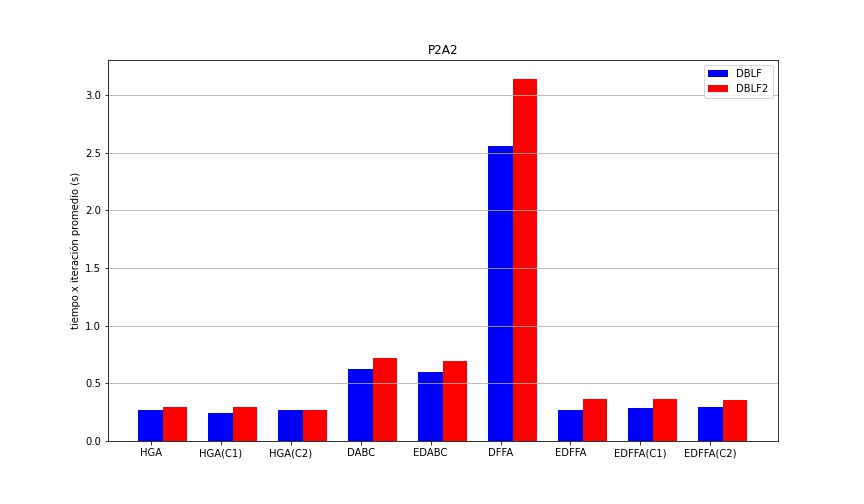 P2A2
DBLF
DBLF2
tiempo x iteración promedio (s)
3.0
2.5
2.0
1.5
1.0
0.5
0.0
HGA HGA(C1) HGA(C2) DABC EDABC DFFA EDFFA EDFFA(C1) EDFFA(C2)